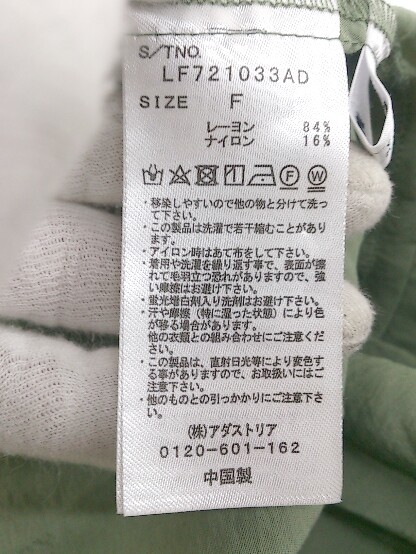 S/TNO.
LF721033AD
SIZE F
レーヨン 84%
ナイロン 16%
・移染しやすいので他の物と分けて洗っ
て下さい。
・この製品は洗濯で若干縮むことがあり
ます。
・アイロン時はあて布をして下さい。
・着用や洗濯を繰り返す事で、表面が擦
れて毛羽立つ恐れがありますので、強
い摩擦はお避け下さい。
・蛍光増白剤入り洗剤はお避け下さい。
・汗や摩擦（特に湿った状態）により色
が移る場合があります。
他の衣類との組み合わせにご注意くだ
さい。
・この製品は、直射日光等により変色す
る事がありますので、お取扱いにはご
注意下さい。
・他のものとの引っかかりにご注意下さ
い。
(株)アダストリア
0120-601-162
中国製